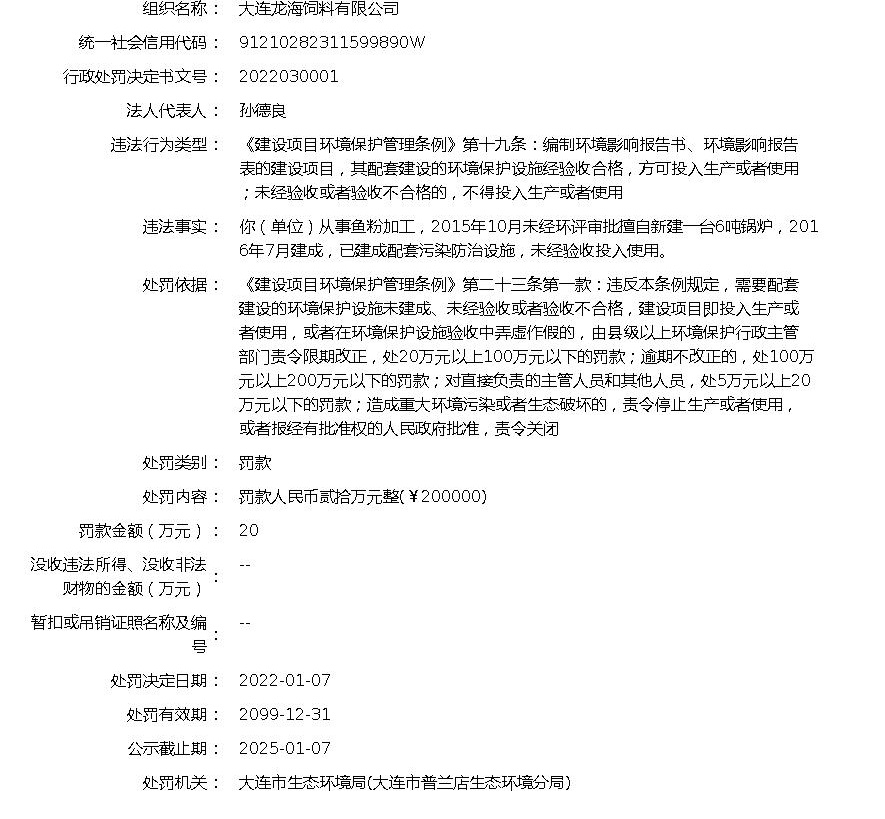 组织名称： 大连龙海饲料有限公司
统一社会信用代码： 91210282311599890W
行政处罚决定书文号： 2022030001
法人代表人： 孙德良
违法行为类型： 《建设项目环境保护管理条例》第十九条：编制环境影响报告书、环境影响报告
表的建设项目，其配套建设的环境保护设施经验收合格，方可投入生产或者使用
；未经验收或者验收不合格的，不得投入生产或者使用
违法事实： 你（单位）从事鱼粉加工，2015年10月未经环评审批擅自新建一台6吨锅炉，201
6年7月建成，已建成配套污染防治设施，未经验收投入使用。
处罚依据： 《建设项目环境保护管理条例》第二十三条第一款：违反本条例规定，需要配套
建设的环境保护设施未建成、未经验收或者验收不合格，建设项目即投入生产或
者使用，或者在环境保护设施验收中弄虚作假的，由县级以上环境保护行政主管
部门责令限期改正，处20万元以上100万元以下的罚款；逾期不改正的，处100万
元以上200万元以下的罚款；对直接负责的主管人员和其他人员，处5万元以上20
万元以下的罚款；造成重大环境污染或者生态破坏的，责令停止生产或者使用，
或者报经有批准权的人民政府批准，责令关闭
处罚类别： 罚款
处罚内容： 罚款人民币贰拾万元整(￥200000)
罚款金额（万元）： 20
没收违法所得、没收非法
财物的金额（万元）： --
暂扣或吊销证照名称及编
号： --
处罚决定日期： 2022-01-07
处罚有效期： 2099-12-31
公示截止期： 2025-01-07
处罚机关： 大连市生态环境局(大连市普兰店生态环境分局)